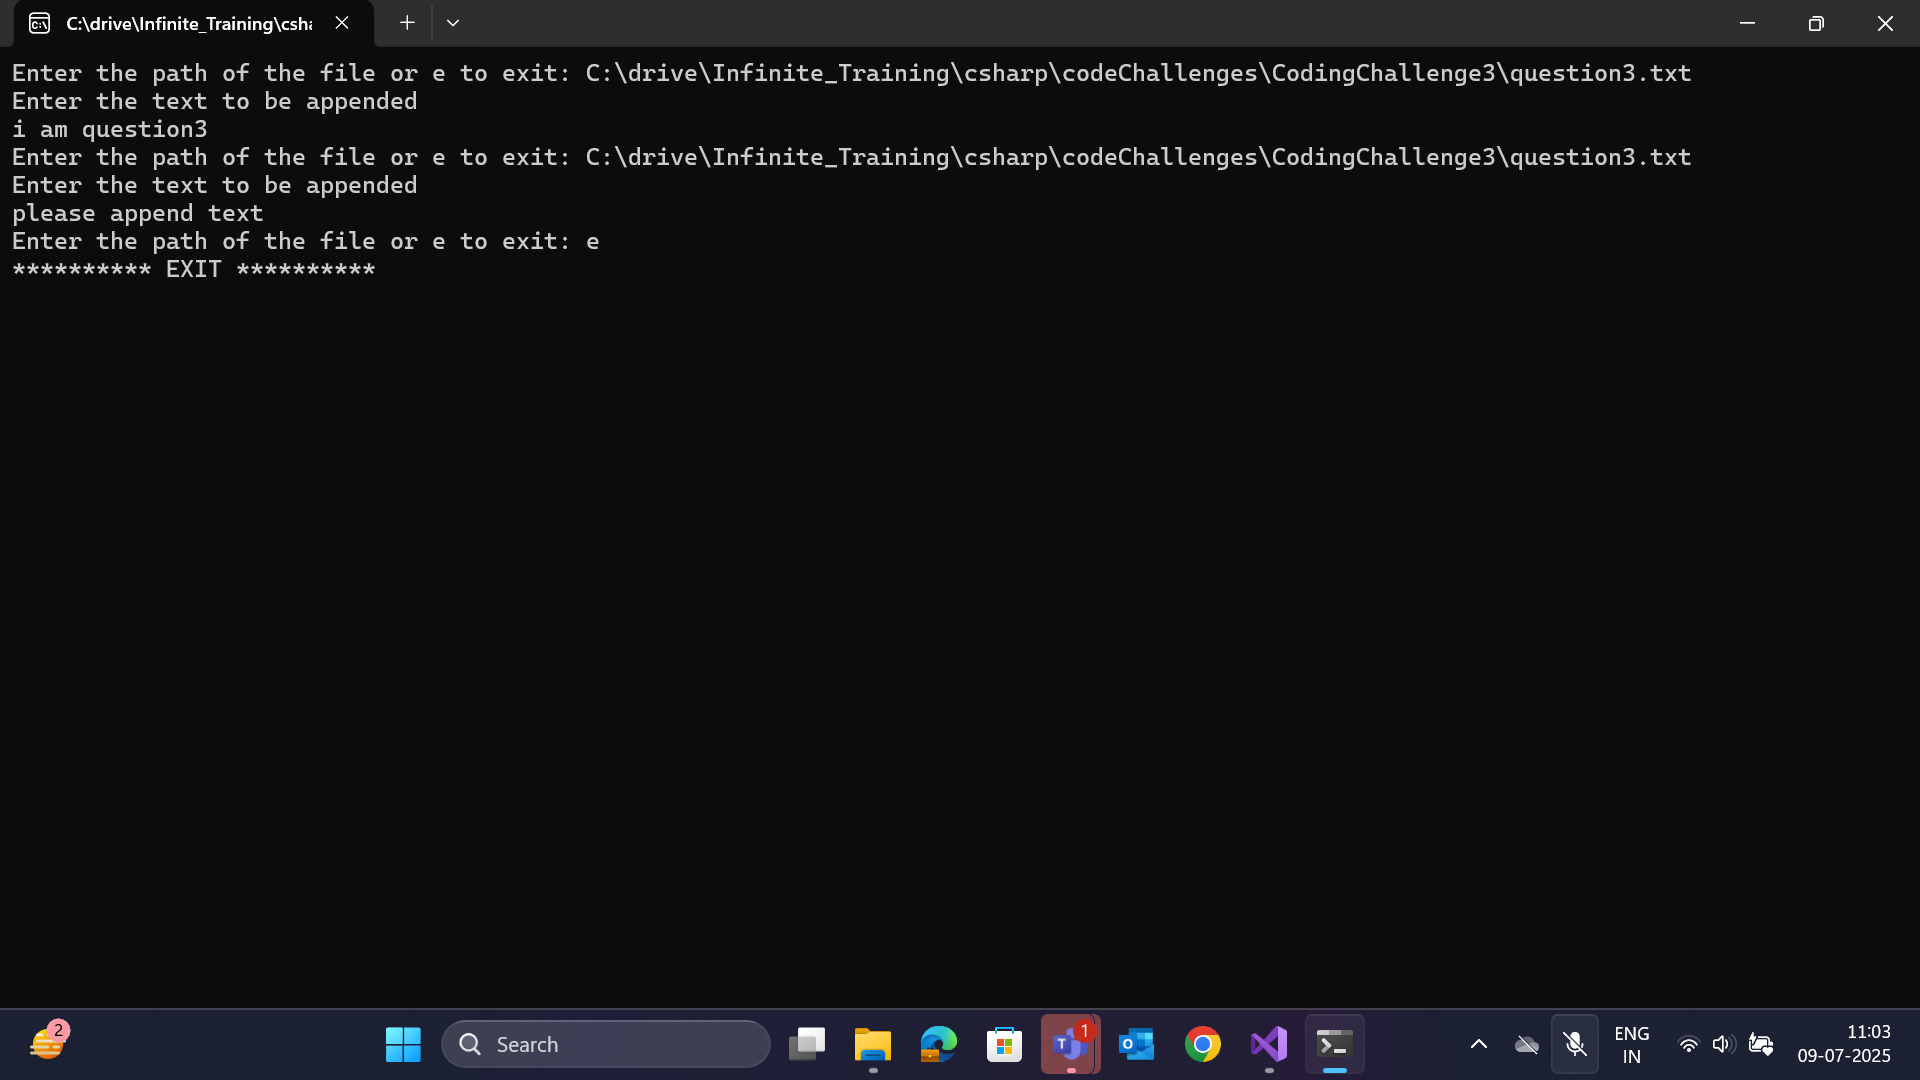 C:\drive\Infinite_Training\csha
Enter the path of the file or e to exit: C:\drive\Infinite_Training\csharp\codeChallenges\CodingChallenge3\question3.txt
Enter the text to be appended
i am question3
Enter the path of the file or e to exit: C:\drive\Infinite_Training\csharp\codeChallenges\CodingChallenge3\question3.txt
Enter the text to be appended
please append text
Enter the path of the file or e to exit: e
********** EXIT **********
2
Search
1
ENG
IN
11:03
09-07-2025